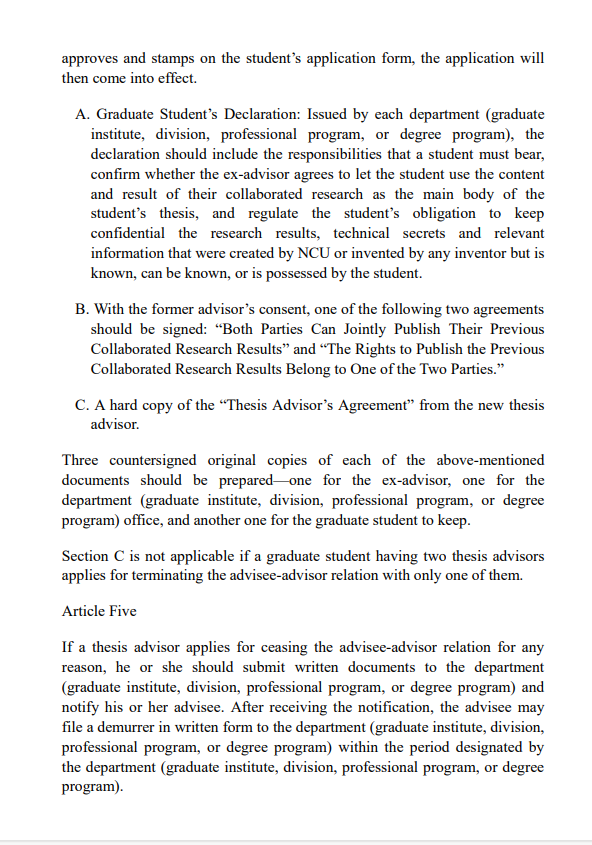 approves and stamps on the student’s application form, the application will
then come into effect.
A. Graduate Student’s Declaration: Issued by each department (graduate
institute, division, professional program, or degree program), the
declaration should include the responsibilities that a student must bear,
confirm whether the ex-advisor agrees to let the student use the content
and result of their collaborated research as the main body of the
student’s thesis, and regulate the student’s obligation to keep
confidential the research results, technical secrets and relevant
information that were created by NCU or invented by any inventor but is
known, can be known, or is possessed by the student.
B. With the former advisor’s consent, one of the following two agreements
should be signed: “Both Parties Can Jointly Publish Their Previous
Collaborated Research Results” and “The Rights to Publish the Previous
Collaborated Research Results Belong to One of the Two Parties.”
C. A hard copy of the “Thesis Advisor’s Agreement” from the new thesis
advisor.
Three countersigned original copies of each of the above-mentioned
documents should be prepared—one for the ex-advisor, one for the
department (graduate institute, division, professional program, or degree
program) office, and another one for the graduate student to keep.
Section C is not applicable if a graduate student having two thesis advisors
applies for terminating the advisee-advisor relation with only one of them.
Article Five
If a thesis advisor applies for ceasing the advisee-advisor relation for any
reason, he or she should submit written documents to the department
(graduate institute, division, professional program, or degree program) and
notify his or her advisee. After receiving the notification, the advisee may
file a demurrer in written form to the department (graduate institute, division,
professional program, or degree program) within the period designated by
the department (graduate institute, division, professional program, or degree
program).